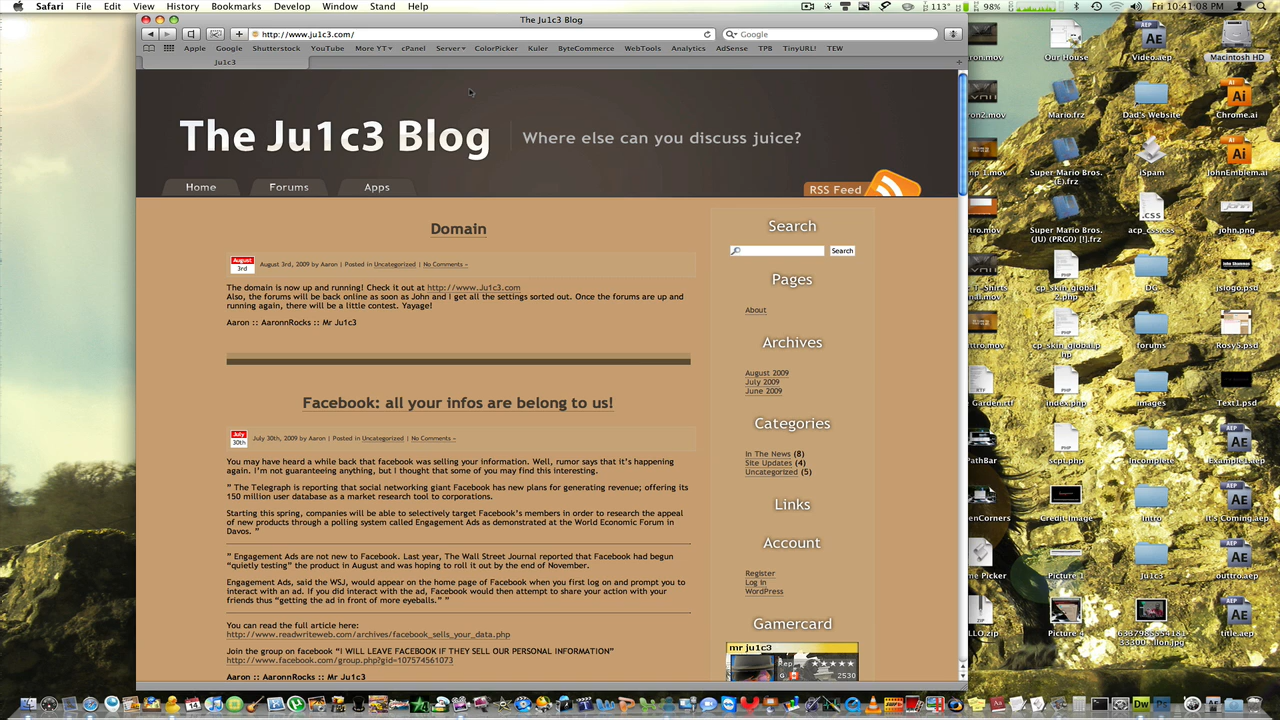 Safari File Edit View History Bookmarks Develop Window Stand Help
113° 98% Fri 10:41:08 PM
The Ju1c3 Blog
http://www.ju1c3.com/
Google
Apple Google Shutterstock YouTube More YT cPanel Server ColorPicker Kuler ByteCommerce WebTools Analytics AdSense TPB TinyURL! TEW
Ju1c3
The Ju1c3 Blog
Where else can you discuss juice?
Home Forums Apps
RSS Feed
Domain
August
3rd
August 3rd, 2009 by Aaron | Posted in Uncategorized | No Comments »
The domain is now up and running! Check it out at http://www.Ju1c3.com
Also, the forums will be back online as soon as John and I get all the settings sorted out. Once the forums are up and
running again, there will be a little contest. Yayage!
Aaron :: AaronnRocks :: Mr Ju1c3
Facebook: all your infos are belong to us!
July
30th
July 30th, 2009 by Aaron | Posted in Uncategorized | No Comments »
You may have heard a while back that facebook was selling your information. Well, rumor says that it's happening
again. I'm not guaranteeing anything, but I thought that some of you may find this interesting.
" The Telegraph is reporting that social networking giant Facebook has new plans for generating revenue; offering its
150 million user database as a market research tool to corporations.
Starting this spring, companies will be able to selectively target Facebook's members in order to research the appeal
of new products through a polling system called Engagement Ads as demonstrated at the World Economic Forum in
Davos. "
" Engagement Ads are not new to Facebook. Last year, The Wall Street Journal reported that Facebook had begun
"quietly testing" the product in August and was hoping to roll it out by the end of November.
Engagement Ads, said the WSJ, would appear on the home page of Facebook when you first log on and prompt you to
interact with an ad. If you did interact with the ad, Facebook would then attempt to share your action with your
friends thus "getting the ad in front of more eyeballs." "
You can read the full article here:
http://www.readwriteweb.com/archives/facebook_sells_your_data.php
Join the group on facebook "I WILL LEAVE FACEBOOK IF THEY SELL OUR PERSONAL INFORMATION"
http://www.facebook.com/group.php?gid=107574561073
Aaron :: AaronnRocks :: Mr Ju1c3
Search
Search
Pages
About
Archives
August 2009
July 2009
June 2009
Categories
In The News (8)
Site Updates (4)
Uncategorized (5)
Links
Account
Register
Log in
WordPress
Gamercard
mr ju1c3
Rep
G 2530
Our House
Video.aep
Macintosh HD
Mario.frz
Dad's Website
Chrome.ai
Super Mario Bros. (E).frz
iSpam
JohnEmblem.ai
Super Mario Bros. (JU) (PRG0) [!].frz
acp_css.css
john.png
cp_skin_global 2.php
DG
jslogo.psd
cp_skin_global.php
forums
Rosy5.psd
index.php
images
Text1.psd
script.php
Incomplete
Example1.aep
Credit Image
Intro
It's Coming.aep
Picture 1
Ju1c3
outtro.aep
Picture 4
title.aep